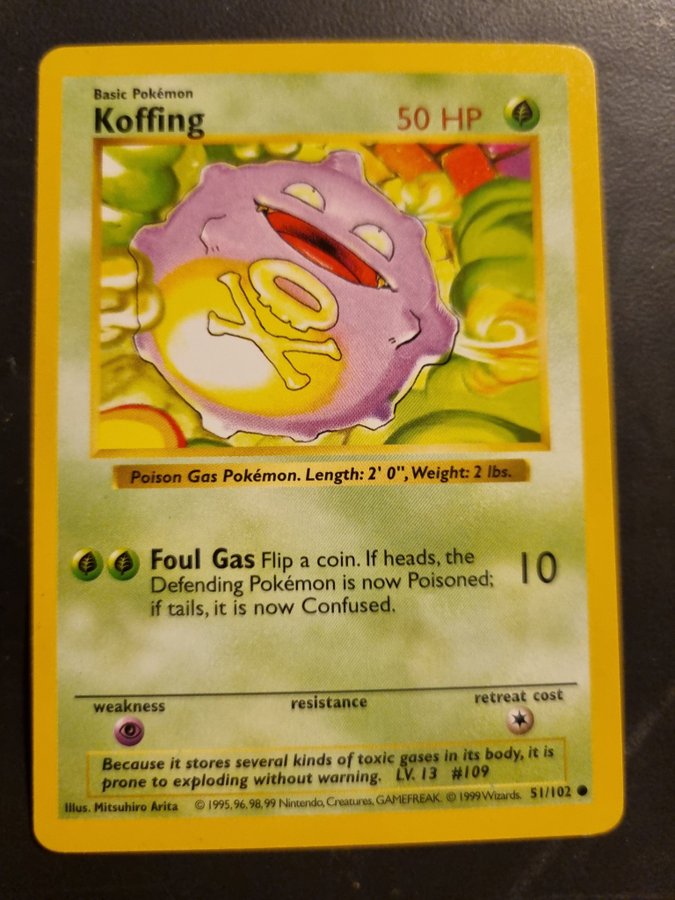 Basic Pokémon
Koffing 50 HP
Poison Gas Pokémon. Length: 2' 0", Weight: 2 lbs.
Foul Gas Flip a coin. If heads, the 10
Defending Pokémon is now Poisoned;
if tails, it is now Confused.
weakness resistance retreat cost
Because it stores several kinds of toxic gases in its body, it is
prone to exploding without warning. LV. 13 #109
Illus. Mitsuhiro Arita © 1995, 96, 98, 99 Nintendo, Creatures, GAMEFREAK. © 1999 Wizards. 51/102